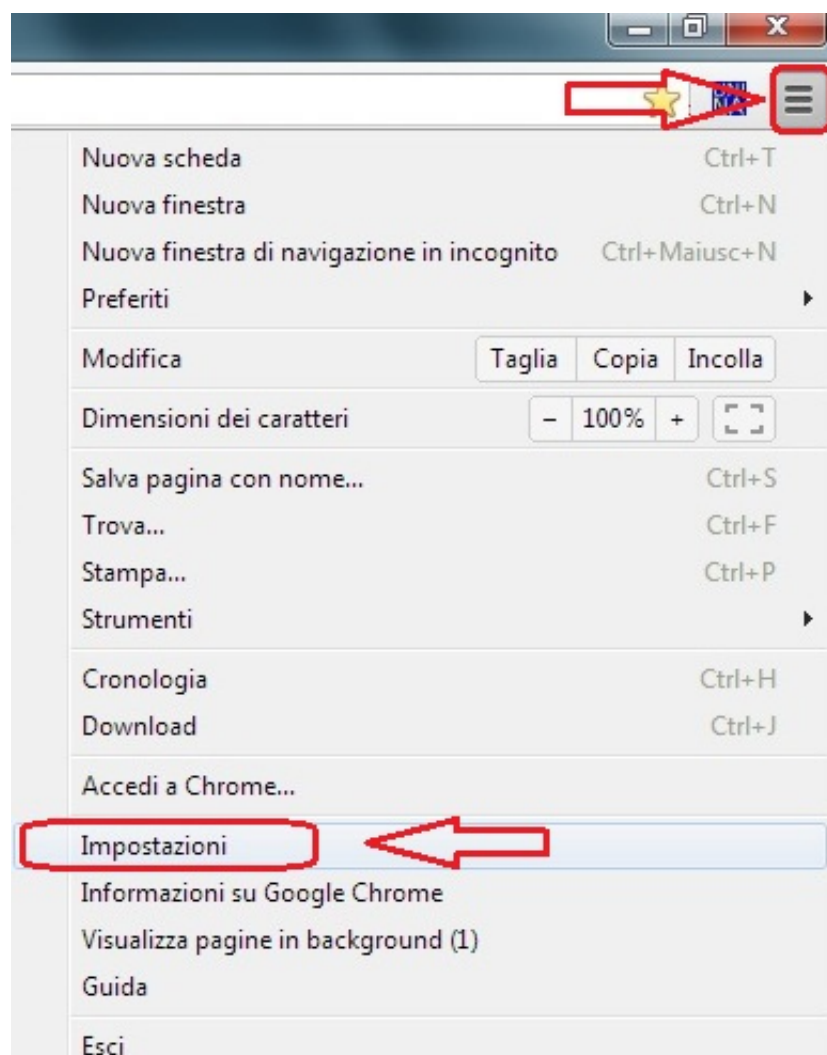 Nuova scheda Ctrl+T
Nuova finestra Ctrl+N
Nuova finestra di navigazione in incognito Ctrl+Maiusc+N
Preferiti
Modifica Taglia Copia Incolla
Dimensioni dei caratteri − 100% +
Salva pagina con nome... Ctrl+S
Trova... Ctrl+F
Stampa... Ctrl+P
Strumenti
Cronologia Ctrl+H
Download Ctrl+J
Accedi a Chrome...
Impostazioni
Informazioni su Google Chrome
Visualizza pagine in background (1)
Guida
Esci